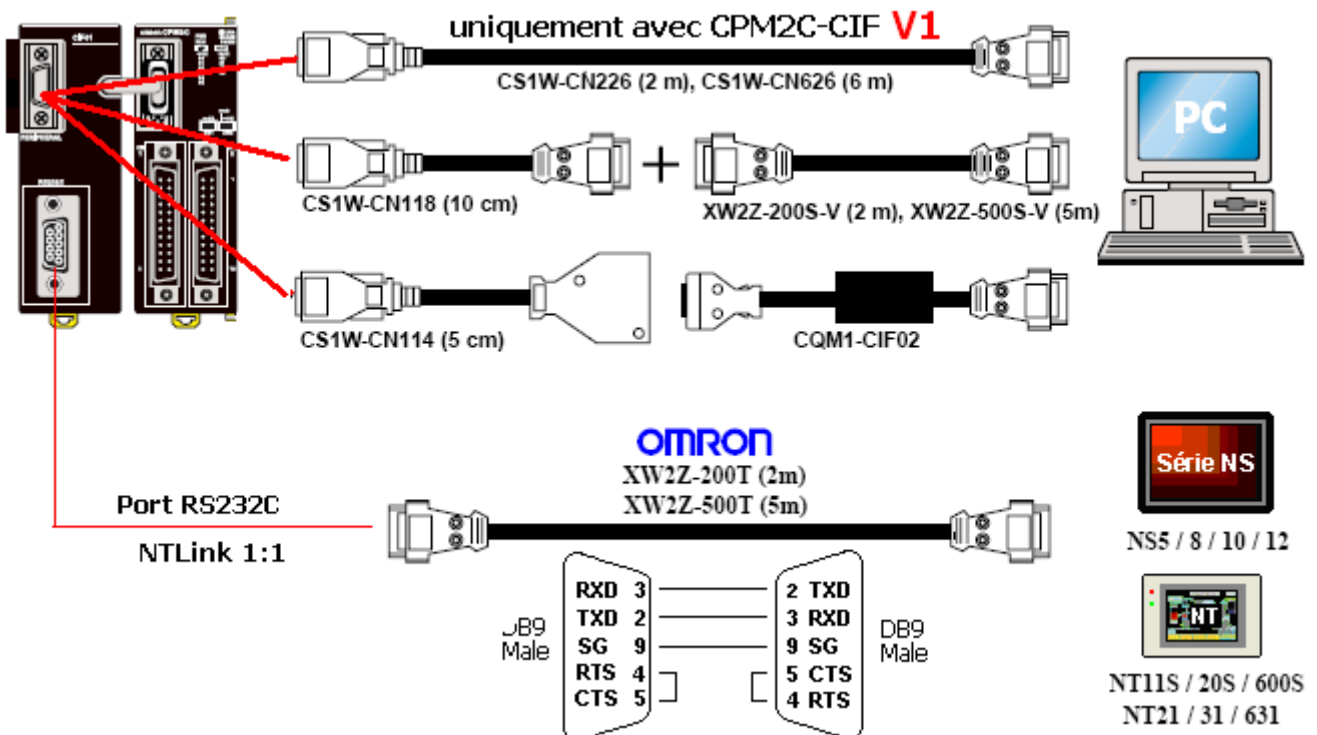 uniquement avec CPM2C-CIF V1
CS1W-CN226 (2 m), CS1W-CN626 (6 m)
PC
CS1W-CN118 (10 cm)
+
XW2Z-200S-V (2 m), XW2Z-500S-V (5m)
CS1W-CN114 (5 cm)
CQM1-CIF02
OMRON
XW2Z-200T (2m)
XW2Z-500T (5m)
Port RS232C
NTLink 1:1
Série NS
NS5 / 8 / 10 / 12
RXD 3
TXD 2
SG 9
RTS 4
CTS 5
2 TXD
3 RXD
9 SG
5 CTS
4 RTS
DB9
Male
DB9
Male
NT
NT11S / 20S / 600S
NT21 / 31 / 631